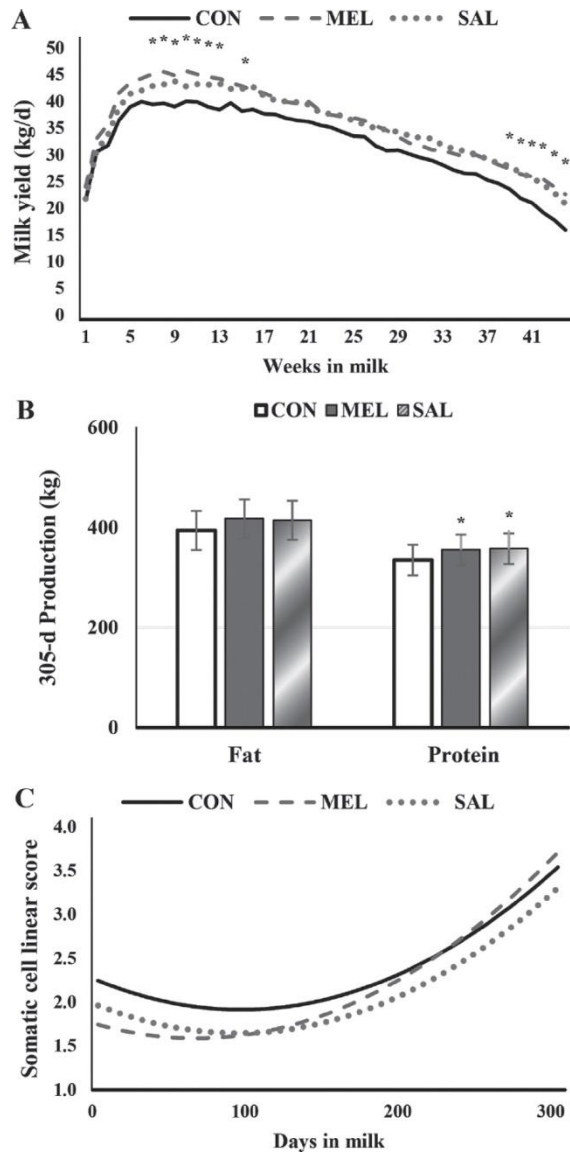 A
CON MEL SAL
* * * * * * * *
*
* * * * * *
Milk yield (kg/d)
50
45
40
35
30
25
20
15
10
5
0
1 5 9 13 17 21 25 29 33 37 41
Weeks in milk
B
CON MEL SAL
305-d Production (kg)
600
400
200
0
* *
Fat Protein
C
CON MEL SAL
Somatic cell linear score
4.0
3.5
3.0
2.5
2.0
1.5
1.0
0 100 200 300
Days in milk